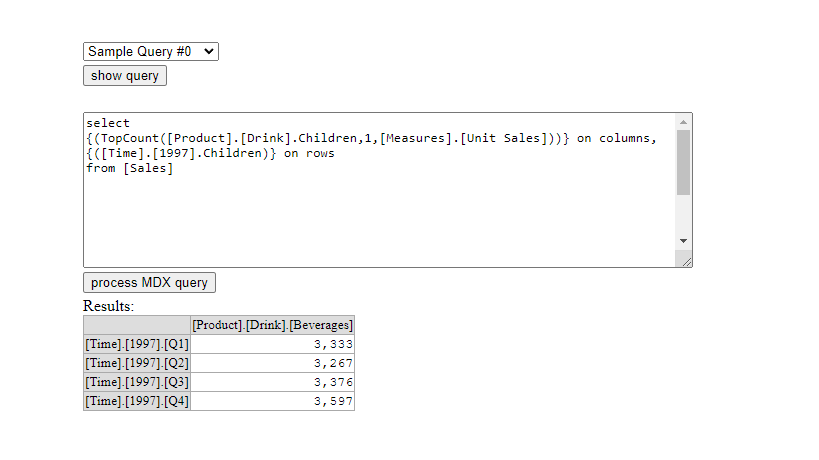 Sample Query #0
show query
select
{(TopCount([Product].[Drink].Children,1,[Measures].[Unit Sales]))} on columns,
{([Time].[1997].Children)} on rows
from [Sales]
process MDX query
Results:
[Product].[Drink].[Beverages]
[Time].[1997].[Q1] 3,333
[Time].[1997].[Q2] 3,267
[Time].[1997].[Q3] 3,376
[Time].[1997].[Q4] 3,597